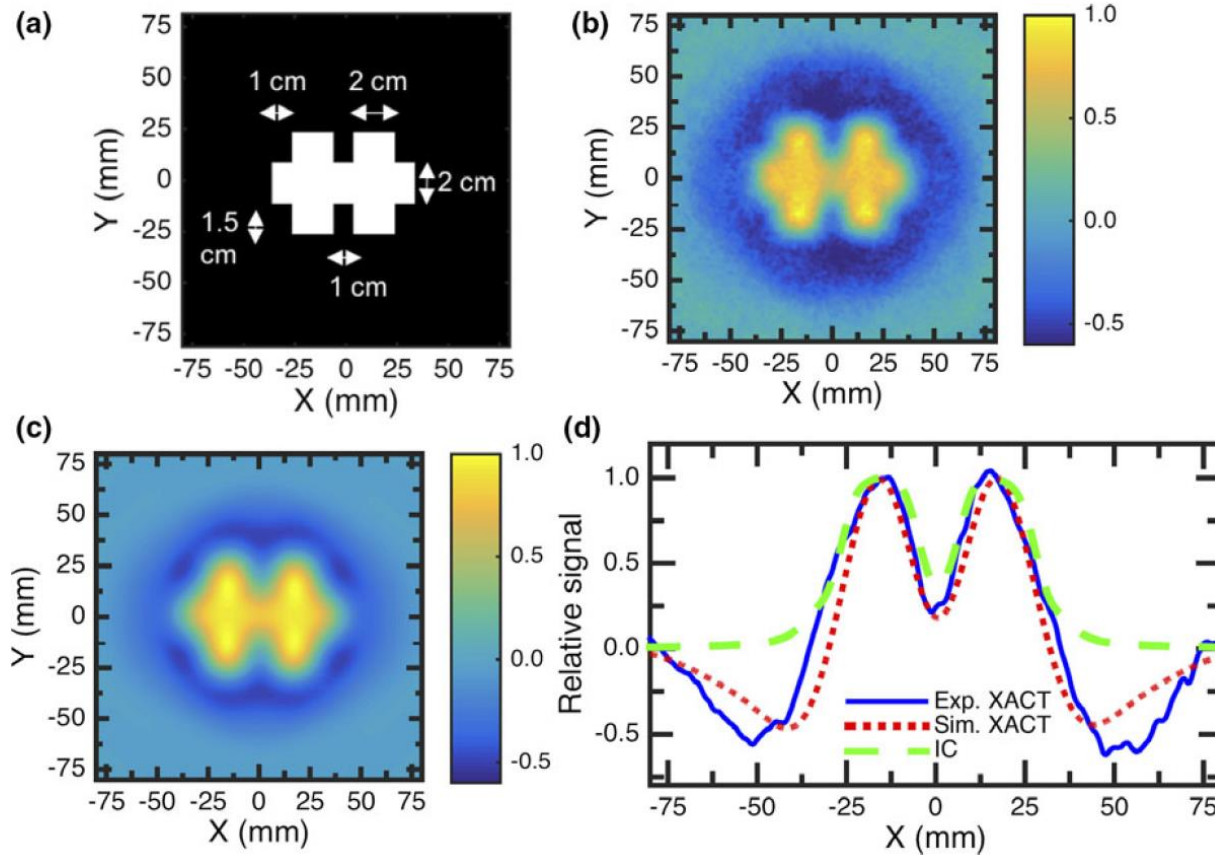 (a)
75
50
25
0
-25
-50
-75
Y (mm)
1 cm
2 cm
2 cm
1.5
cm
1 cm
-75 -50 -25 0 25 50 75
X (mm)
(b)
75
50
25
0
-25
-50
-75
Y (mm)
-75 -50 -25 0 25 50 75
X (mm)
1.0
0.5
0.0
-0.5
(c)
75
50
25
0
-25
-50
-75
Y (mm)
-75 -50 -25 0 25 50 75
X (mm)
1.0
0.5
0.0
-0.5
(d)
Relative signal
1.0
0.5
0.0
-0.5
Exp. XACT
Sim. XACT
IC
-75 -50 -25 0 25 50 75
X (mm)